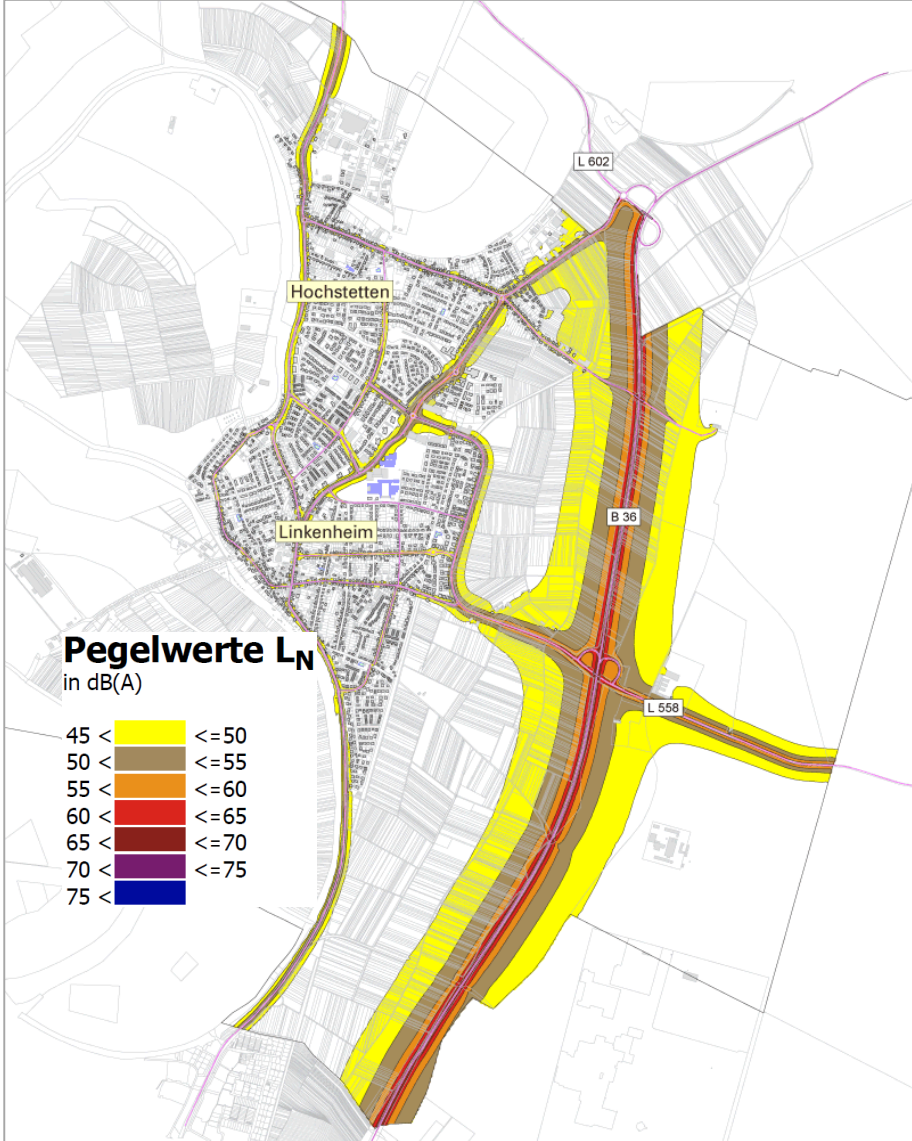 L 602
Hochstetten
B 36
Linkenheim
Pegelwerte LN
in dB(A)
L 558
45 < <=50
50 < <=55
55 < <=60
60 < <=65
65 < <=70
70 < <=75
75 <